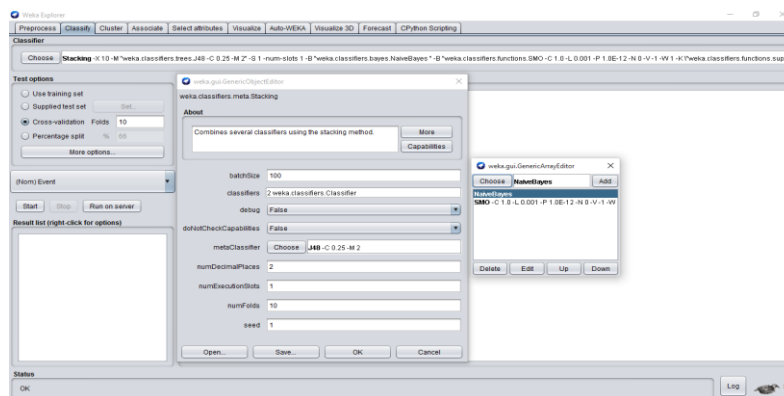 Weka Explorer
Preprocess Classify Cluster Associate Select attributes Visualize Auto-WEKA Visualize 3D Forecast CPython Scripting
Classifier
Choose Stacking -X 10 -M "weka.classifiers.trees.J48 -C 0.25 -M 2" -S 1 -num-slots 1 -B "weka.classifiers.bayes.NaiveBayes " -B "weka.classifiers.functions.SMO -C 1.0 -L 0.001 -P 1.0E-12 -N 0 -V -1 -W 1 -K \"weka.classifiers.functions.sup
Test options
Use training set
Supplied test set Set...
Cross-validation Folds 10
Percentage split % 66
More options...
(Nom) Event
Start Stop Run on server
Result list (right-click for options)
weka.gui.GenericObjectEditor
weka.classifiers.meta.Stacking
About
Combines several classifiers using the stacking method.
More
Capabilities
batchSize 100
classifiers 2 weka.classifiers.Classifier
debug False
doNotCheckCapabilities False
metaClassifier Choose J48 -C 0.25 -M 2
numDecimalPlaces 2
numExecutionSlots 1
numFolds 10
seed 1
Open... Save... OK Cancel
weka.gui.GenericArrayEditor
Choose NaiveBayes Add
NaiveBayes
SMO -C 1.0 -L 0.001 -P 1.0E-12 -N 0 -V -1 -W
Delete Edit Up Down
Status
OK
Log